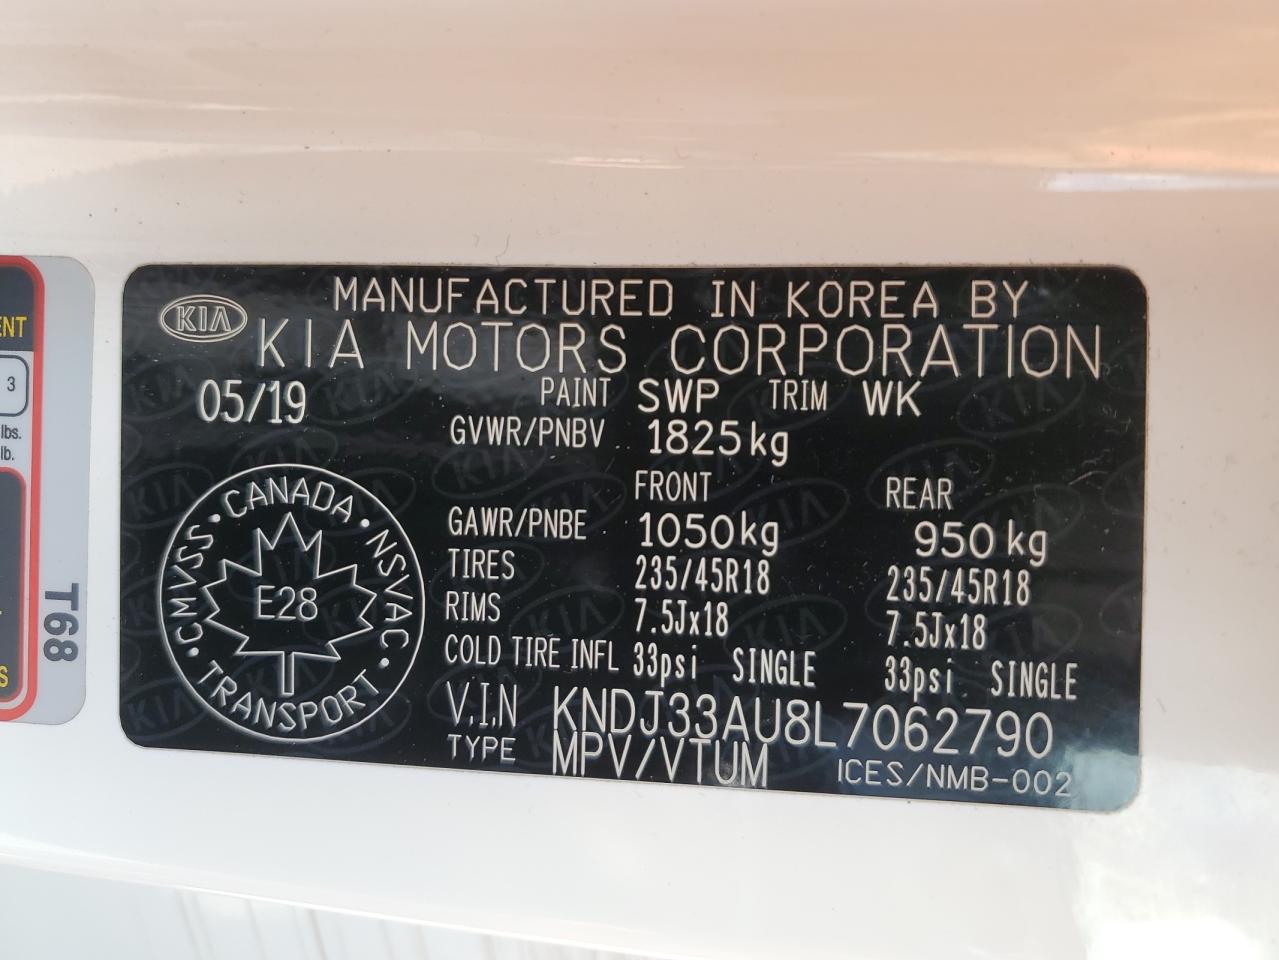 MANUFACTURED IN KOREA BY
KIA
KIA MOTORS CORPORATION
05/19 PAINT SWP TRIM WK
GVWR/PNBV 1825kg
FRONT REAR
GAWR/PNBE 1050kg 950kg
TIRES 235/45R18 235/45R18
RIMS 7.5Jx18 7.5Jx18
COLD TIRE INFL 33psi SINGLE 33psi SINGLE
V.I.N KNDJ33AU8L7062790
TYPE MPV/VTUM ICES/NMB-002
CANADA • NSVAC • TRANSPORT • CMVSS •
E28
ENT
3
lbs.
lb.
S
T68